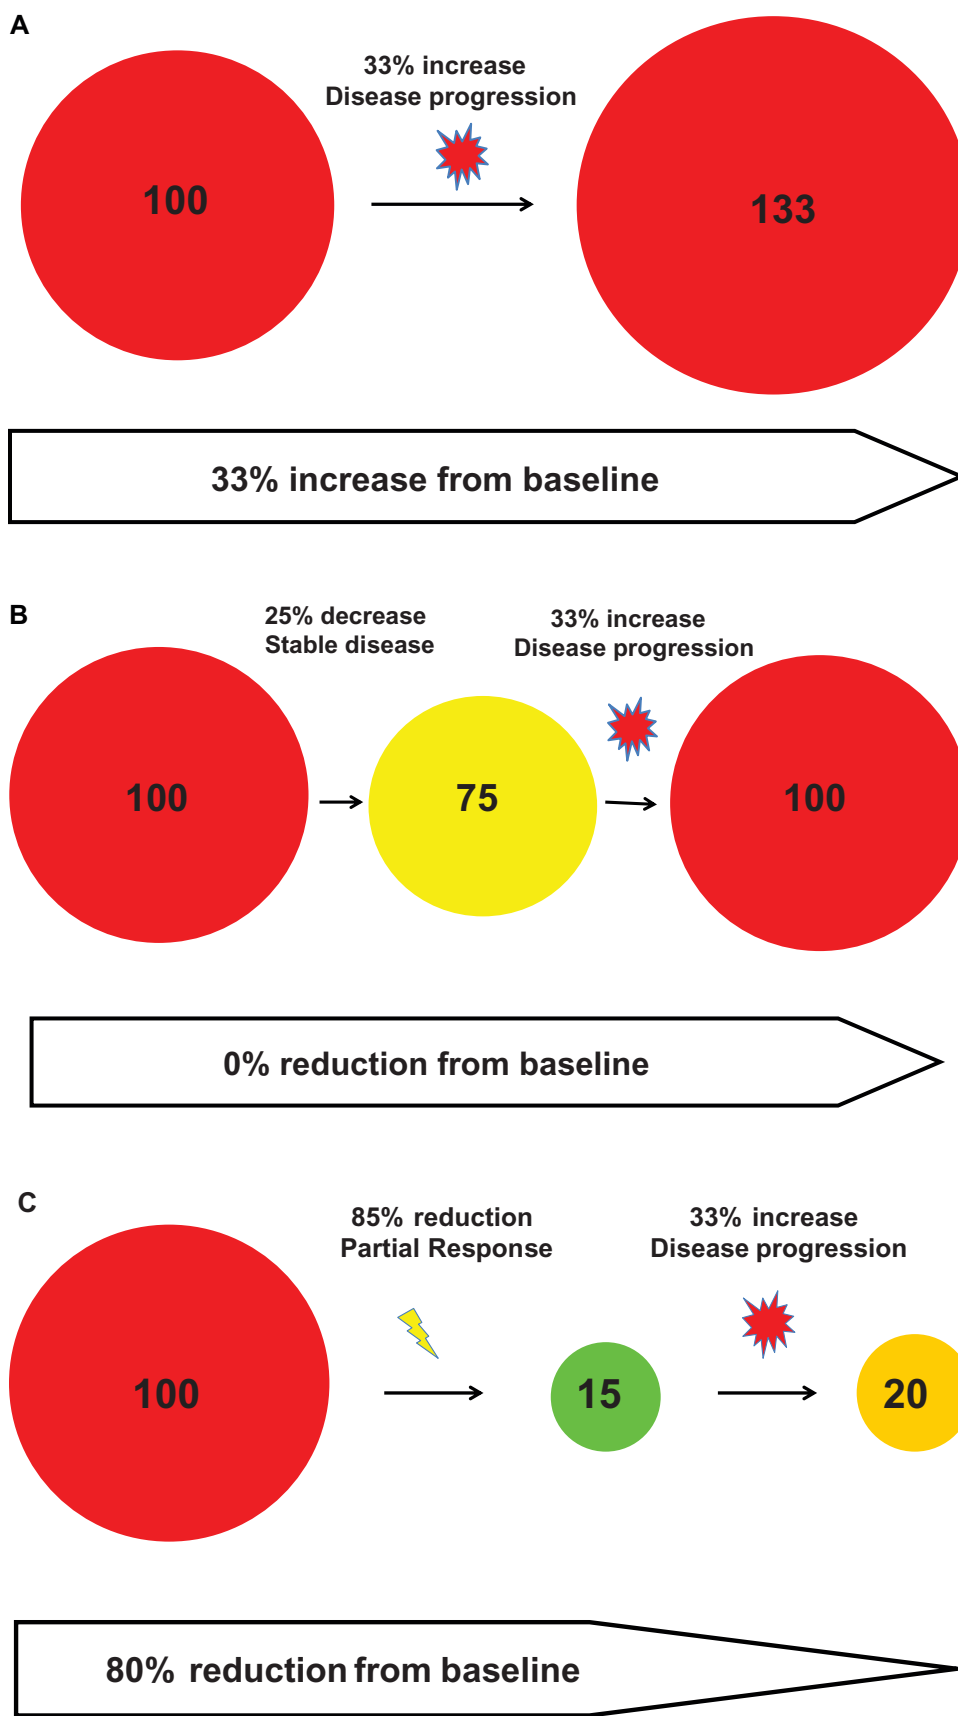 A
33% increase
Disease progression
100
133
33% increase from baseline
B
25% decrease
Stable disease
33% increase
Disease progression
100
75
100
0% reduction from baseline
C
85% reduction
Partial Response
33% increase
Disease progression
100
15
20
80% reduction from baseline